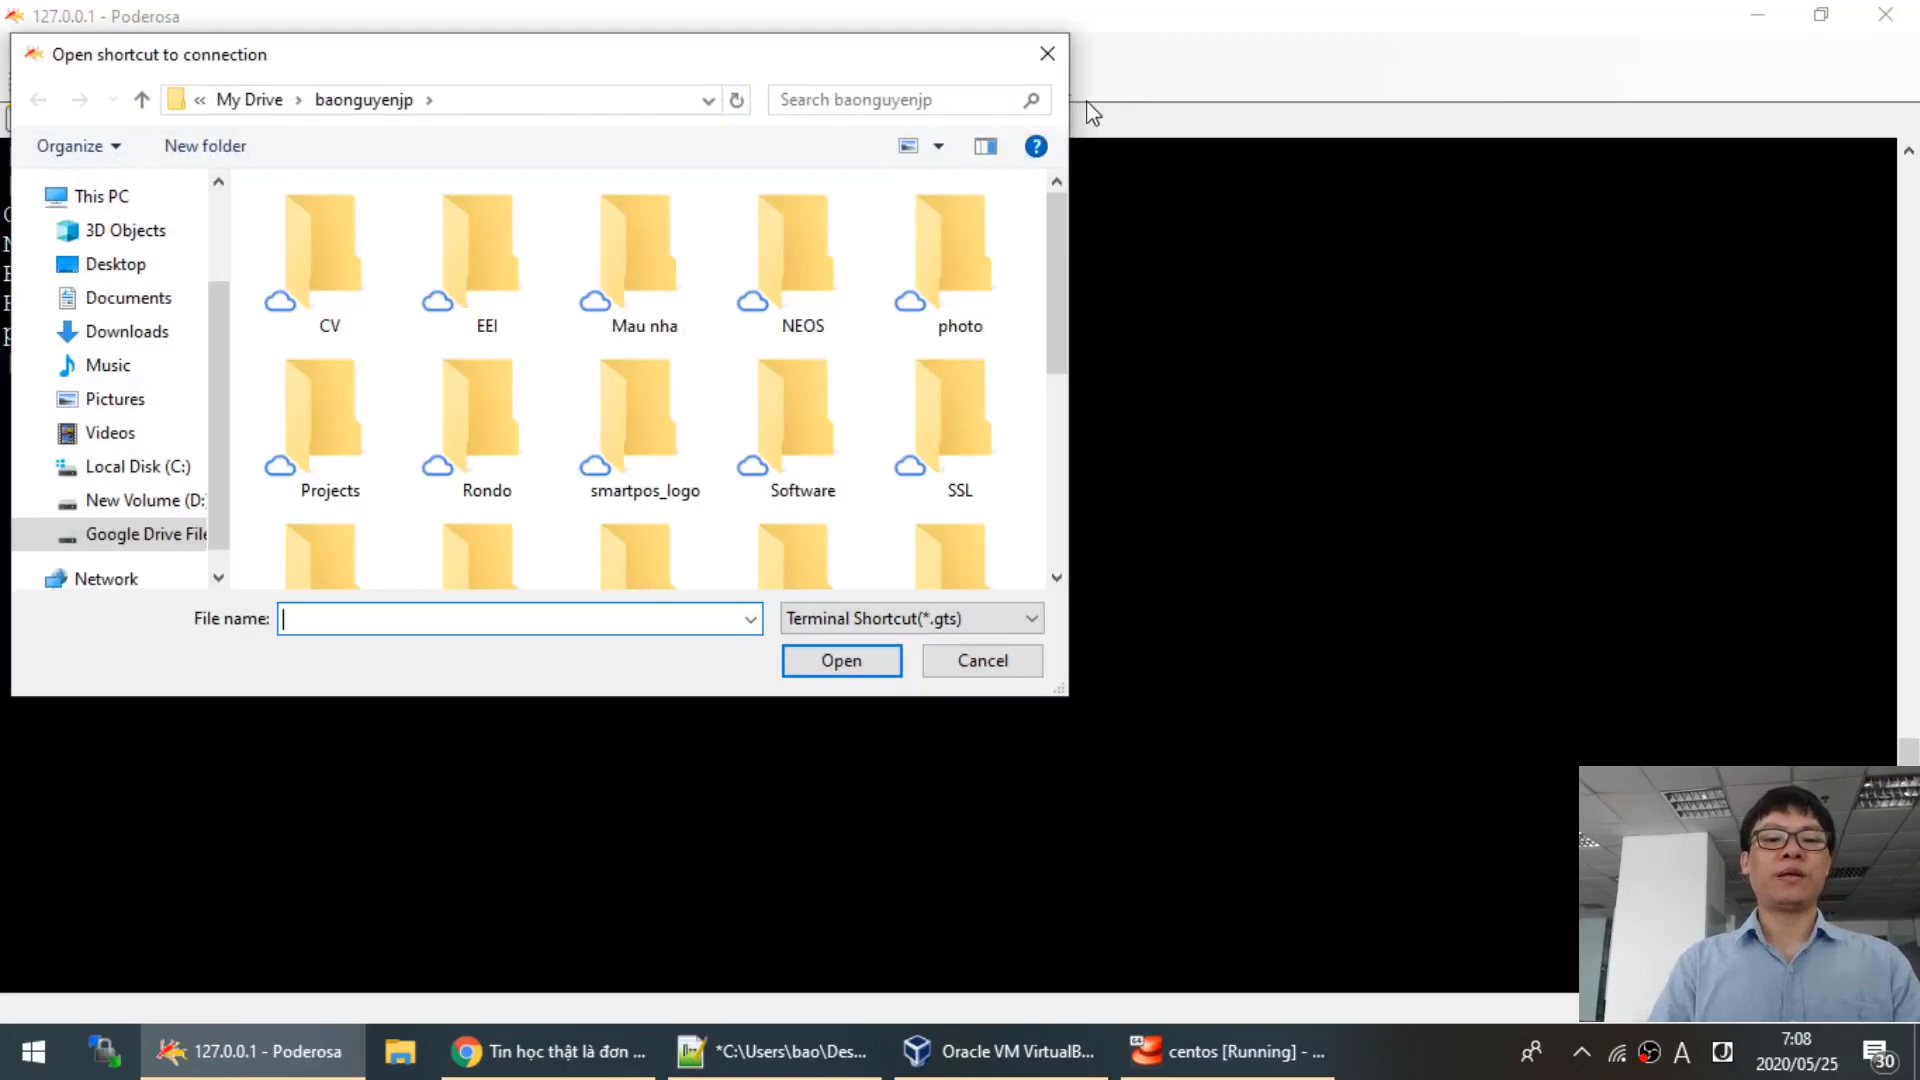 127.0.0.1 - Poderosa
Open shortcut to connection
« My Drive > baonguyenjp >
Search baonguyenjp
Organize
New folder
This PC
3D Objects
Desktop
Documents
Downloads
Music
Pictures
Videos
Local Disk (C:)
New Volume (D:
Google Drive File
Network
CV
EEI
Mau nha
NEOS
photo
Projects
Rondo
smartpos_logo
Software
SSL
File name:
Terminal Shortcut(*.gts)
Open
Cancel
127.0.0.1 - Poderosa
Tin học thật là đơn ...
*C:\Users\bao\Des...
Oracle VM VirtualB...
centos [Running] - ...
A
7:08
2020/05/25
30